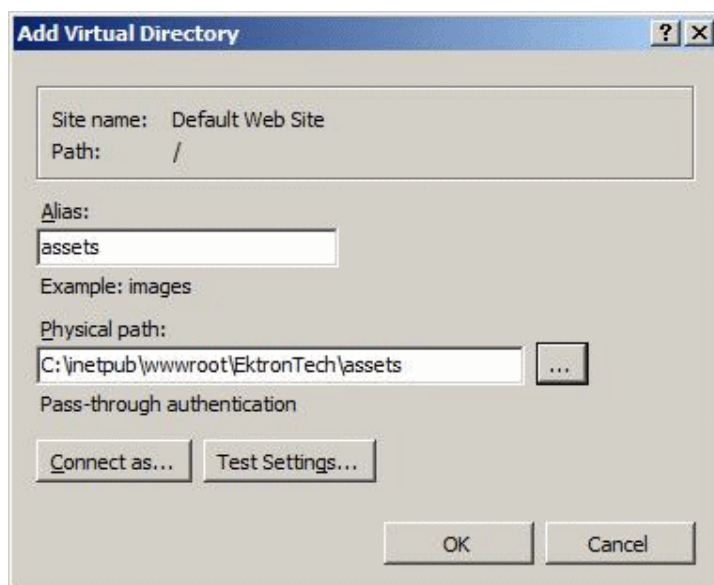 Add Virtual Directory
Site name: Default Web Site
Path: /
Alias:
assets
Example: images
Physical path:
C:\inetpub\wwwroot\EktronTech\assets
...
Pass-through authentication
Connect as... Test Settings...
OK Cancel